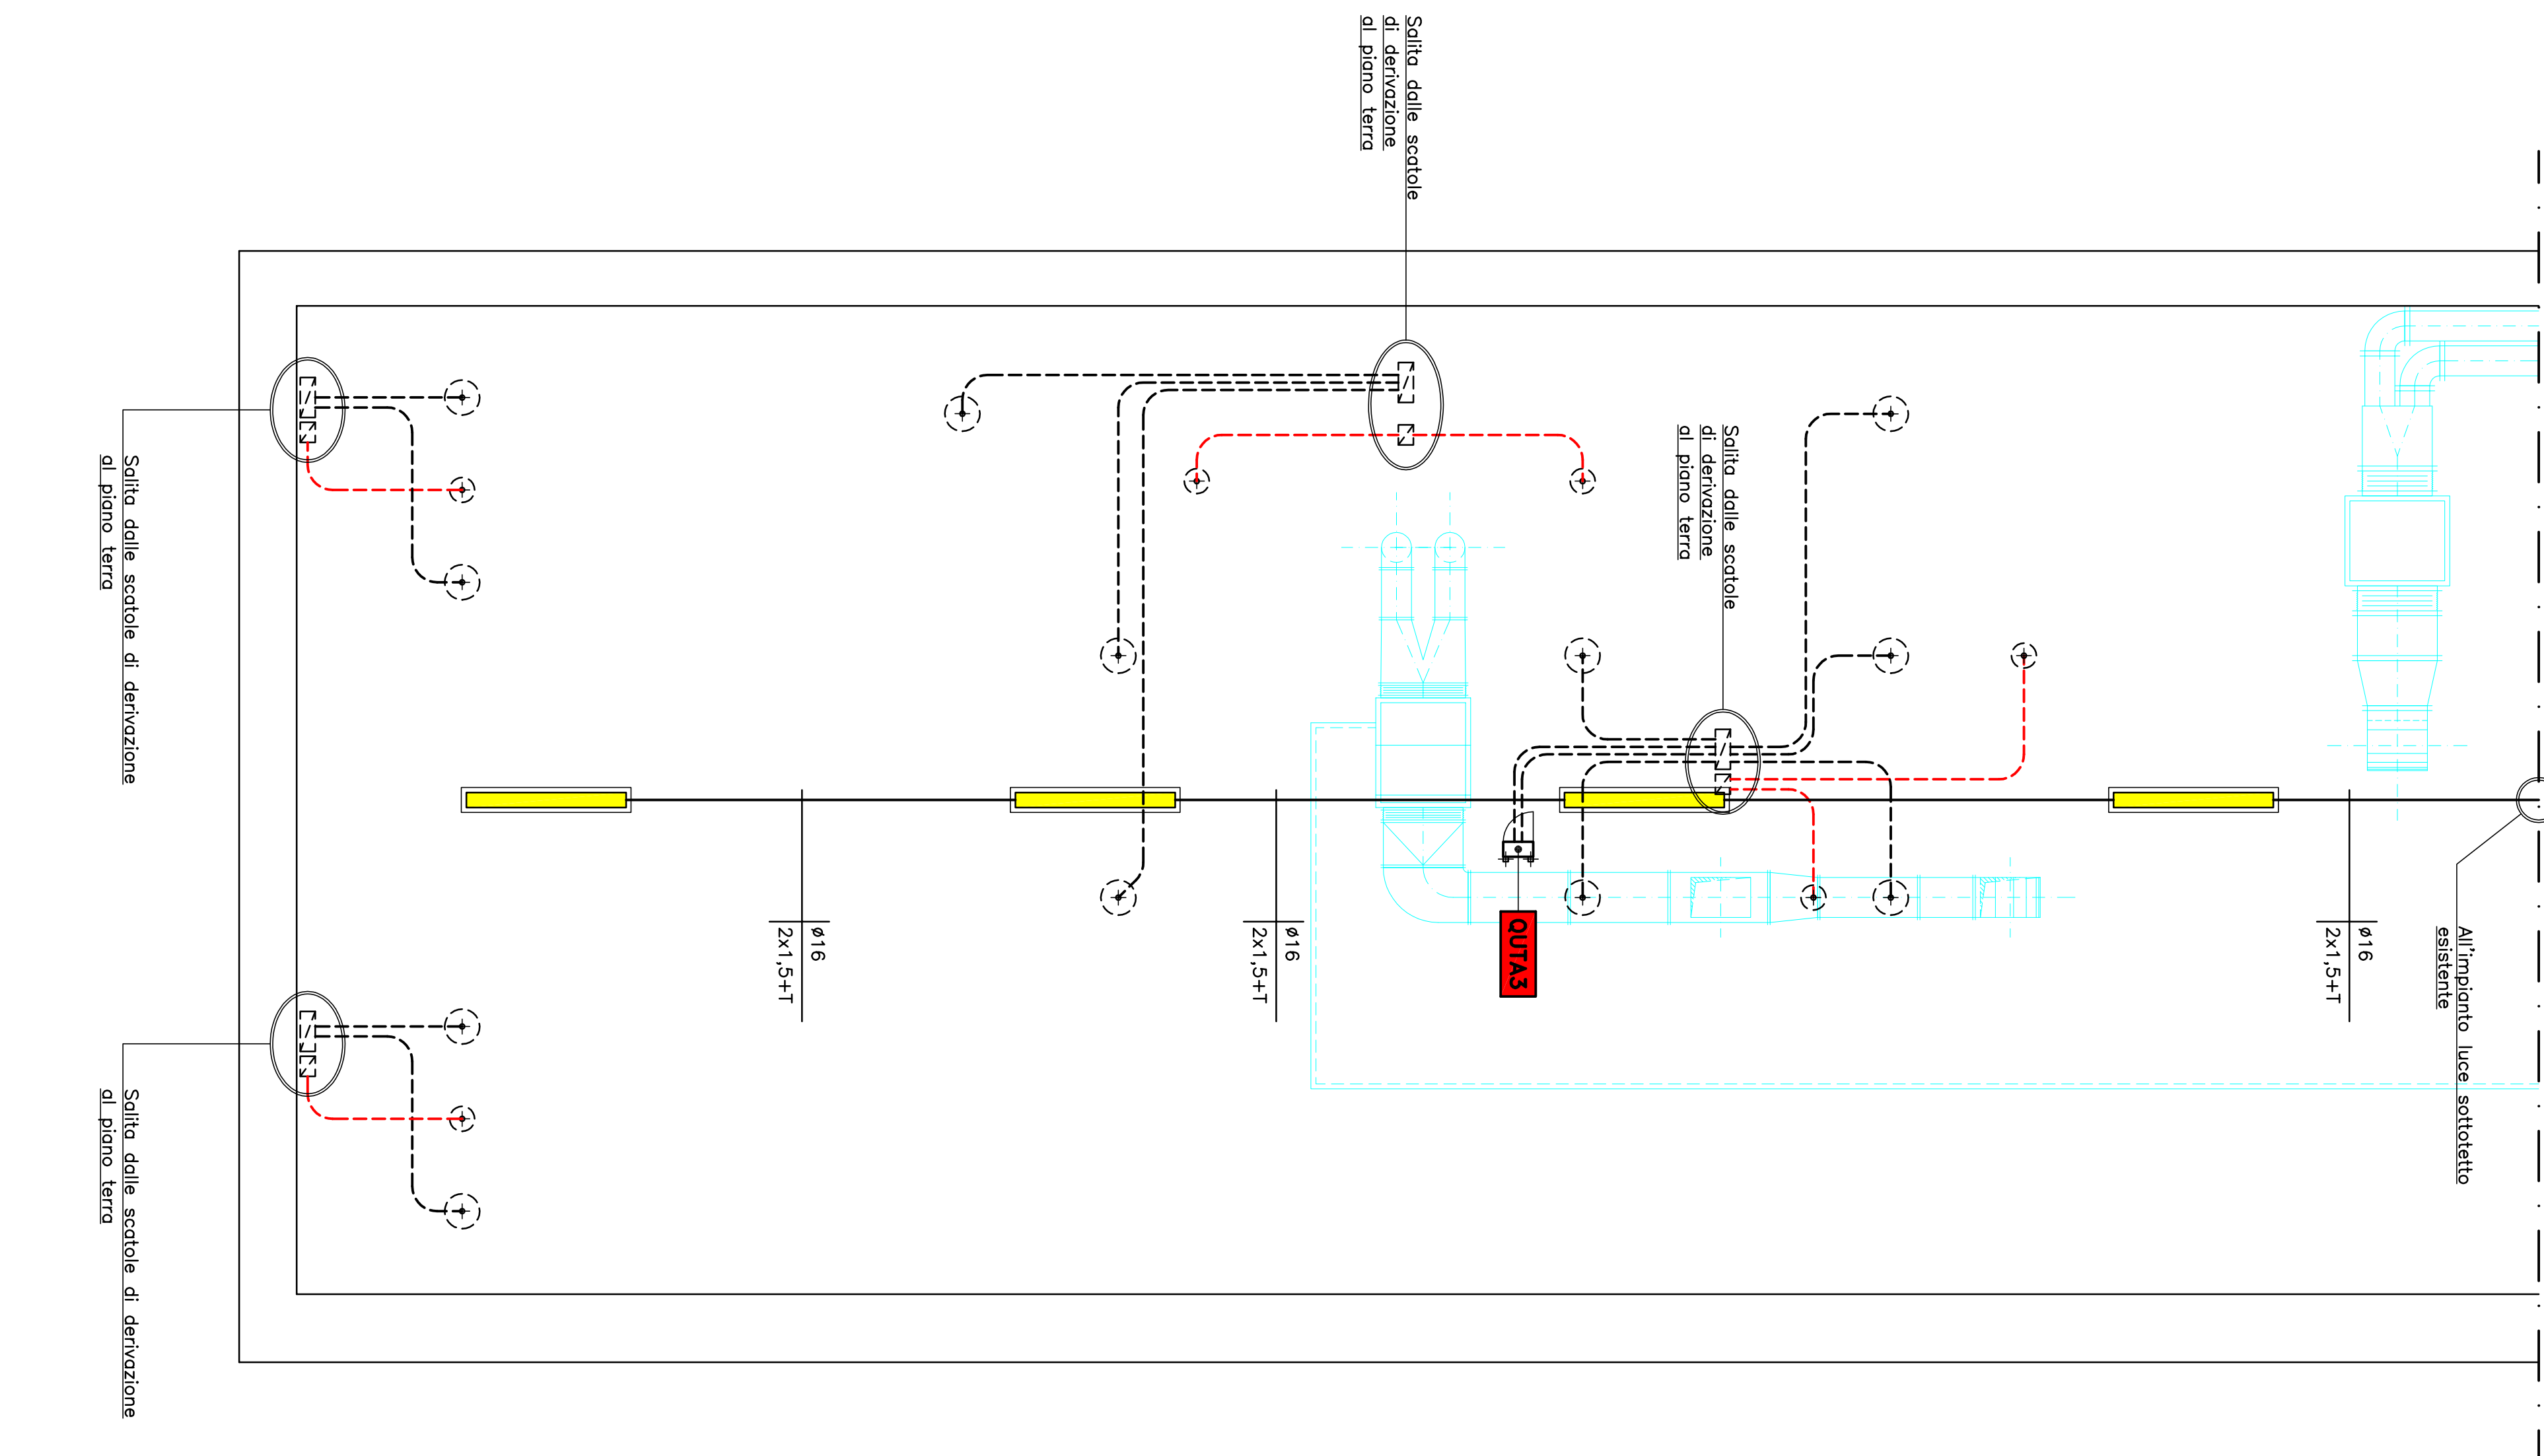 Salita dalle scatole
di derivazione
al piano terra
Salita dalle scatole
di derivazione
al piano terra
Salita dalle scatole di derivazione
al piano terra
Salita dalle scatole di derivazione
al piano terra
ø16
2x1,5+T
ø16
2x1,5+T
QUTA3
ø16
2x1,5+T
All'impianto luce sottotetto
esistente